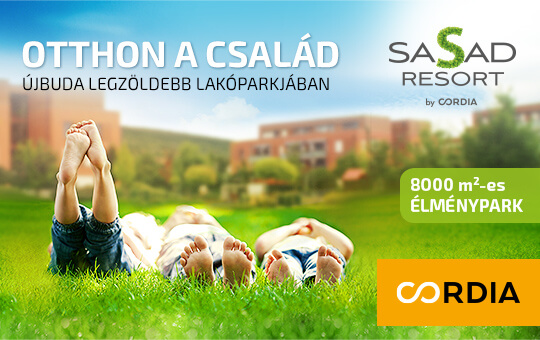 OTTHON A CSALÁD
ÚJBUDA LEGZÖLDEBB LAKÓPARKJÁBAN
SASAD
RESORT
by CORDIA
8000 m²-es
ÉLMÉNYPARK
CORDIA